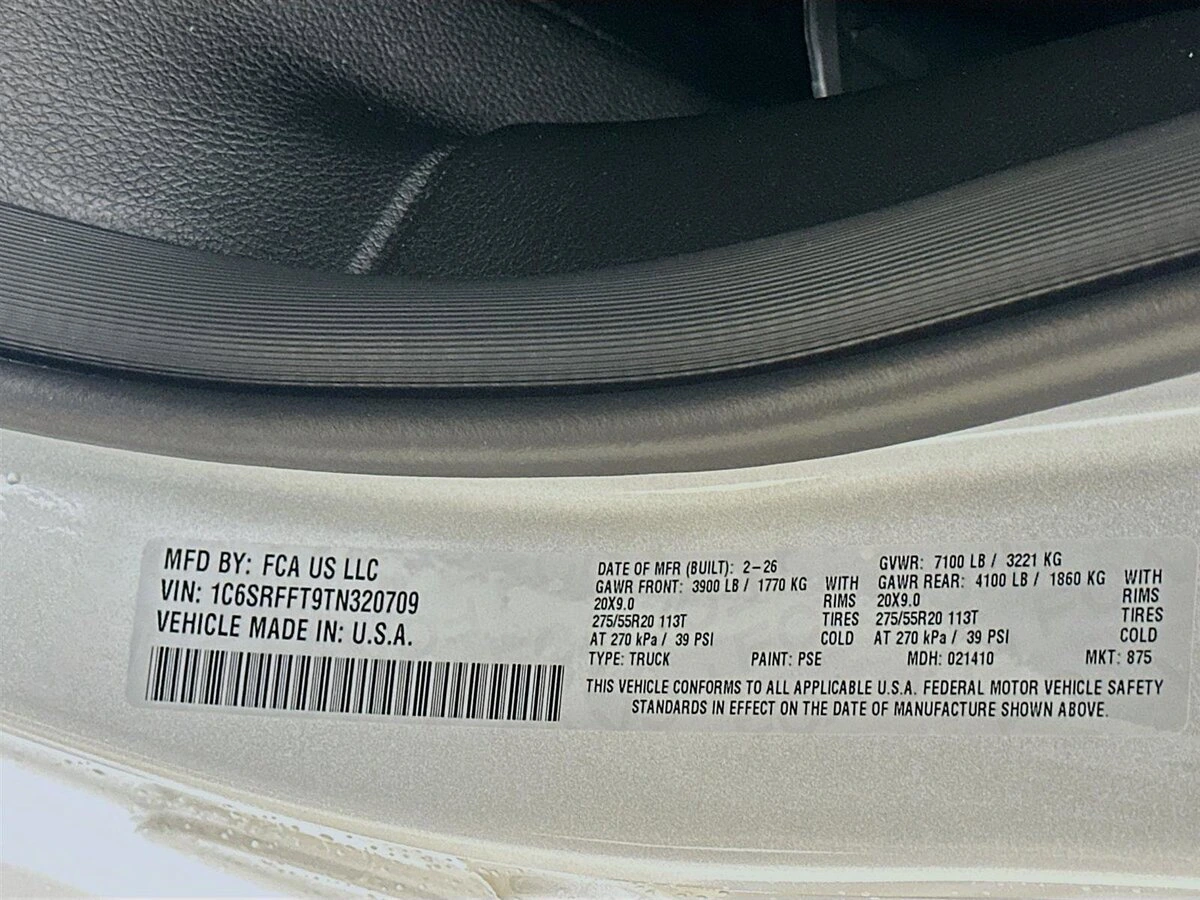 MFD BY: FCA US LLC
VIN: 1C6SRFFT9TN320709
VEHICLE MADE IN: U.S.A.
DATE OF MFR (BUILT): 2-26 GVWR: 7100 LB / 3221 KG
GAWR FRONT: 3900 LB / 1770 KG WITH GAWR REAR: 4100 LB / 1860 KG WITH
20X9.0 RIMS 20X9.0 RIMS
275/55R20 113T TIRES 275/55R20 113T TIRES
AT 270 kPa / 39 PSI COLD AT 270 kPa / 39 PSI COLD
TYPE: TRUCK PAINT: PSE MDH: 021410 MKT: 875
THIS VEHICLE CONFORMS TO ALL APPLICABLE U.S.A. FEDERAL MOTOR VEHICLE SAFETY
STANDARDS IN EFFECT ON THE DATE OF MANUFACTURE SHOWN ABOVE.